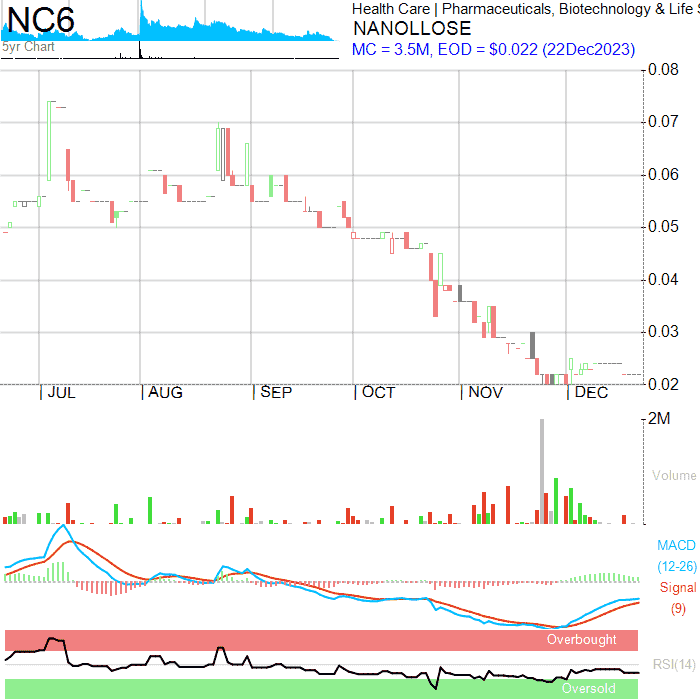 NC6
5yr Chart
Health Care | Pharmaceuticals, Biotechnology & Life S
NANOLLOSE
MC = 3.5M, EOD = $0.022 (22Dec2023)
0.08
0.07
0.06
0.05
0.04
0.03
0.02
| JUL | AUG | SEP | OCT | NOV | DEC
2M
Volume
MACD
(12-26)
Signal
(9)
Overbought
RSI(14)
Oversold